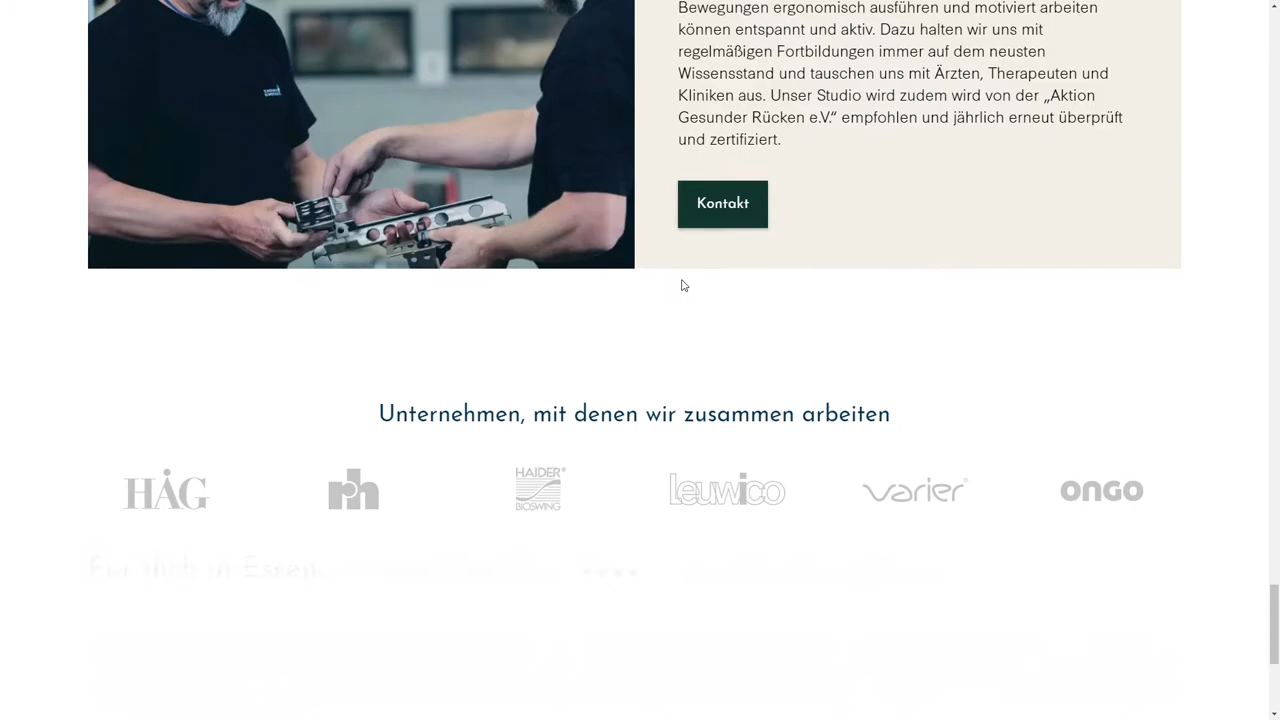 Bewegungen ergonomisch ausführen und motiviert arbeiten
können entspannt und aktiv. Dazu halten wir uns mit
regelmäßigen Fortbildungen immer auf dem neusten
Wissensstand und tauschen uns mit Ärzten, Therapeuten und
Kliniken aus. Unser Studio wird zudem wird von der „Aktion
Gesunder Rücken e.V.“ empfohlen und jährlich erneut überprüft
und zertifiziert.
Kontakt
Unternehmen, mit denen wir zusammen arbeiten
HÅG
rh
HAIDER®
BIOSWING
leuwico
varier®
ongo
in Essen